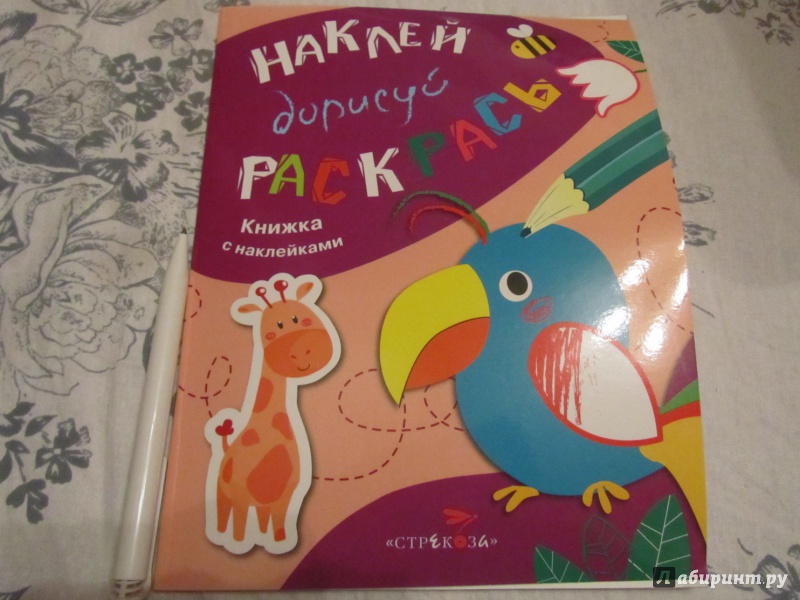 НАКЛЕЙ
дорисуй
РАСКРАСЬ
Книжка
с наклейками
«СТРЕКОЗА»
Лабиринт.ру